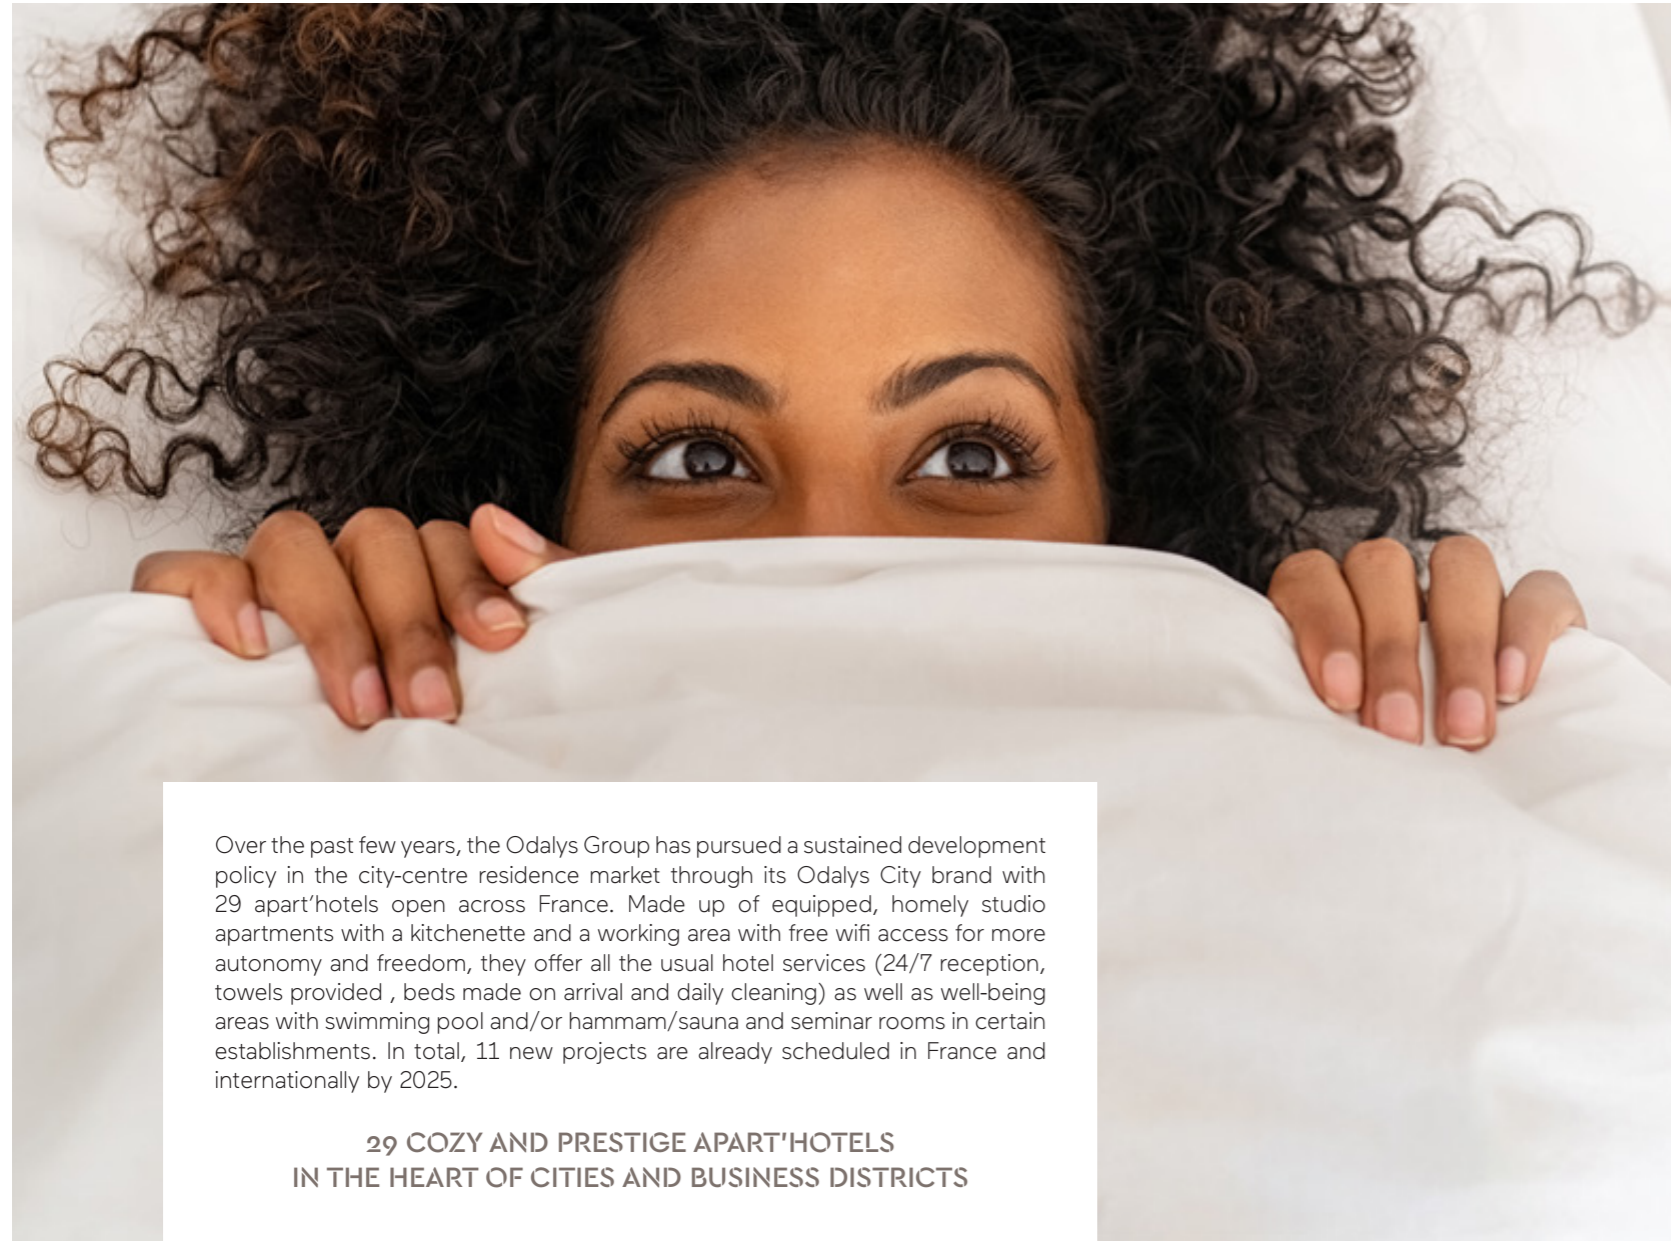 Over the past few years, the Odalys Group has pursued a sustained development
policy in the city-centre residence market through its Odalys City brand with
29 apart'hotels open across France. Made up of equipped, homely studio
apartments with a kitchenette and a working area with free wifi access for more
autonomy and freedom, they offer all the usual hotel services (24/7 reception,
towels provided , beds made on arrival and daily cleaning) as well as well-being
areas with swimming pool and/or hammam/sauna and seminar rooms in certain
establishments. In total, 11 new projects are already scheduled in France and
internationally by 2025.
29 COZY AND PRESTIGE APART'HOTELS
IN THE HEART OF CITIES AND BUSINESS DISTRICTS